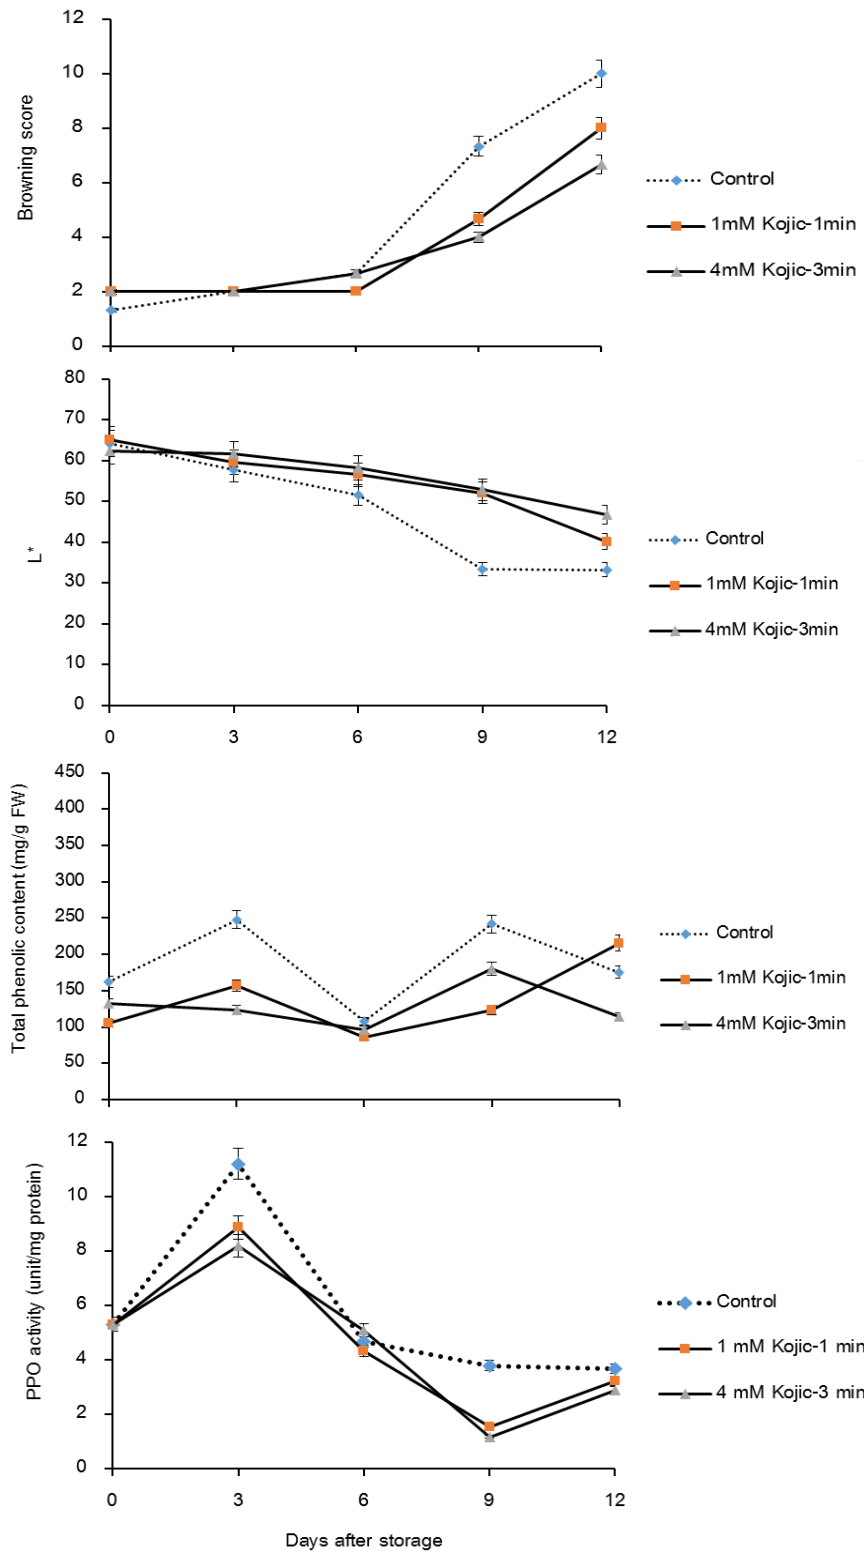 12
10
8
6
4
2
0
Browning score
Control
1mM Kojic-1min
4mM Kojic-3min
80
70
60
50
40
30
20
10
0
L*
0 3 6 9 12
Control
1mM Kojic-1min
4mM Kojic-3min
450
400
350
300
250
200
150
100
50
0
Total phenolic content (mg/g FW)
Control
1mM Kojic-1min
4mM Kojic-3min
12
10
8
6
4
2
0
PPO activity (unit/mg protein)
Control
1 mM Kojic-1 min
4 mM Kojic-3 min
0 3 6 9 12
Days after storage